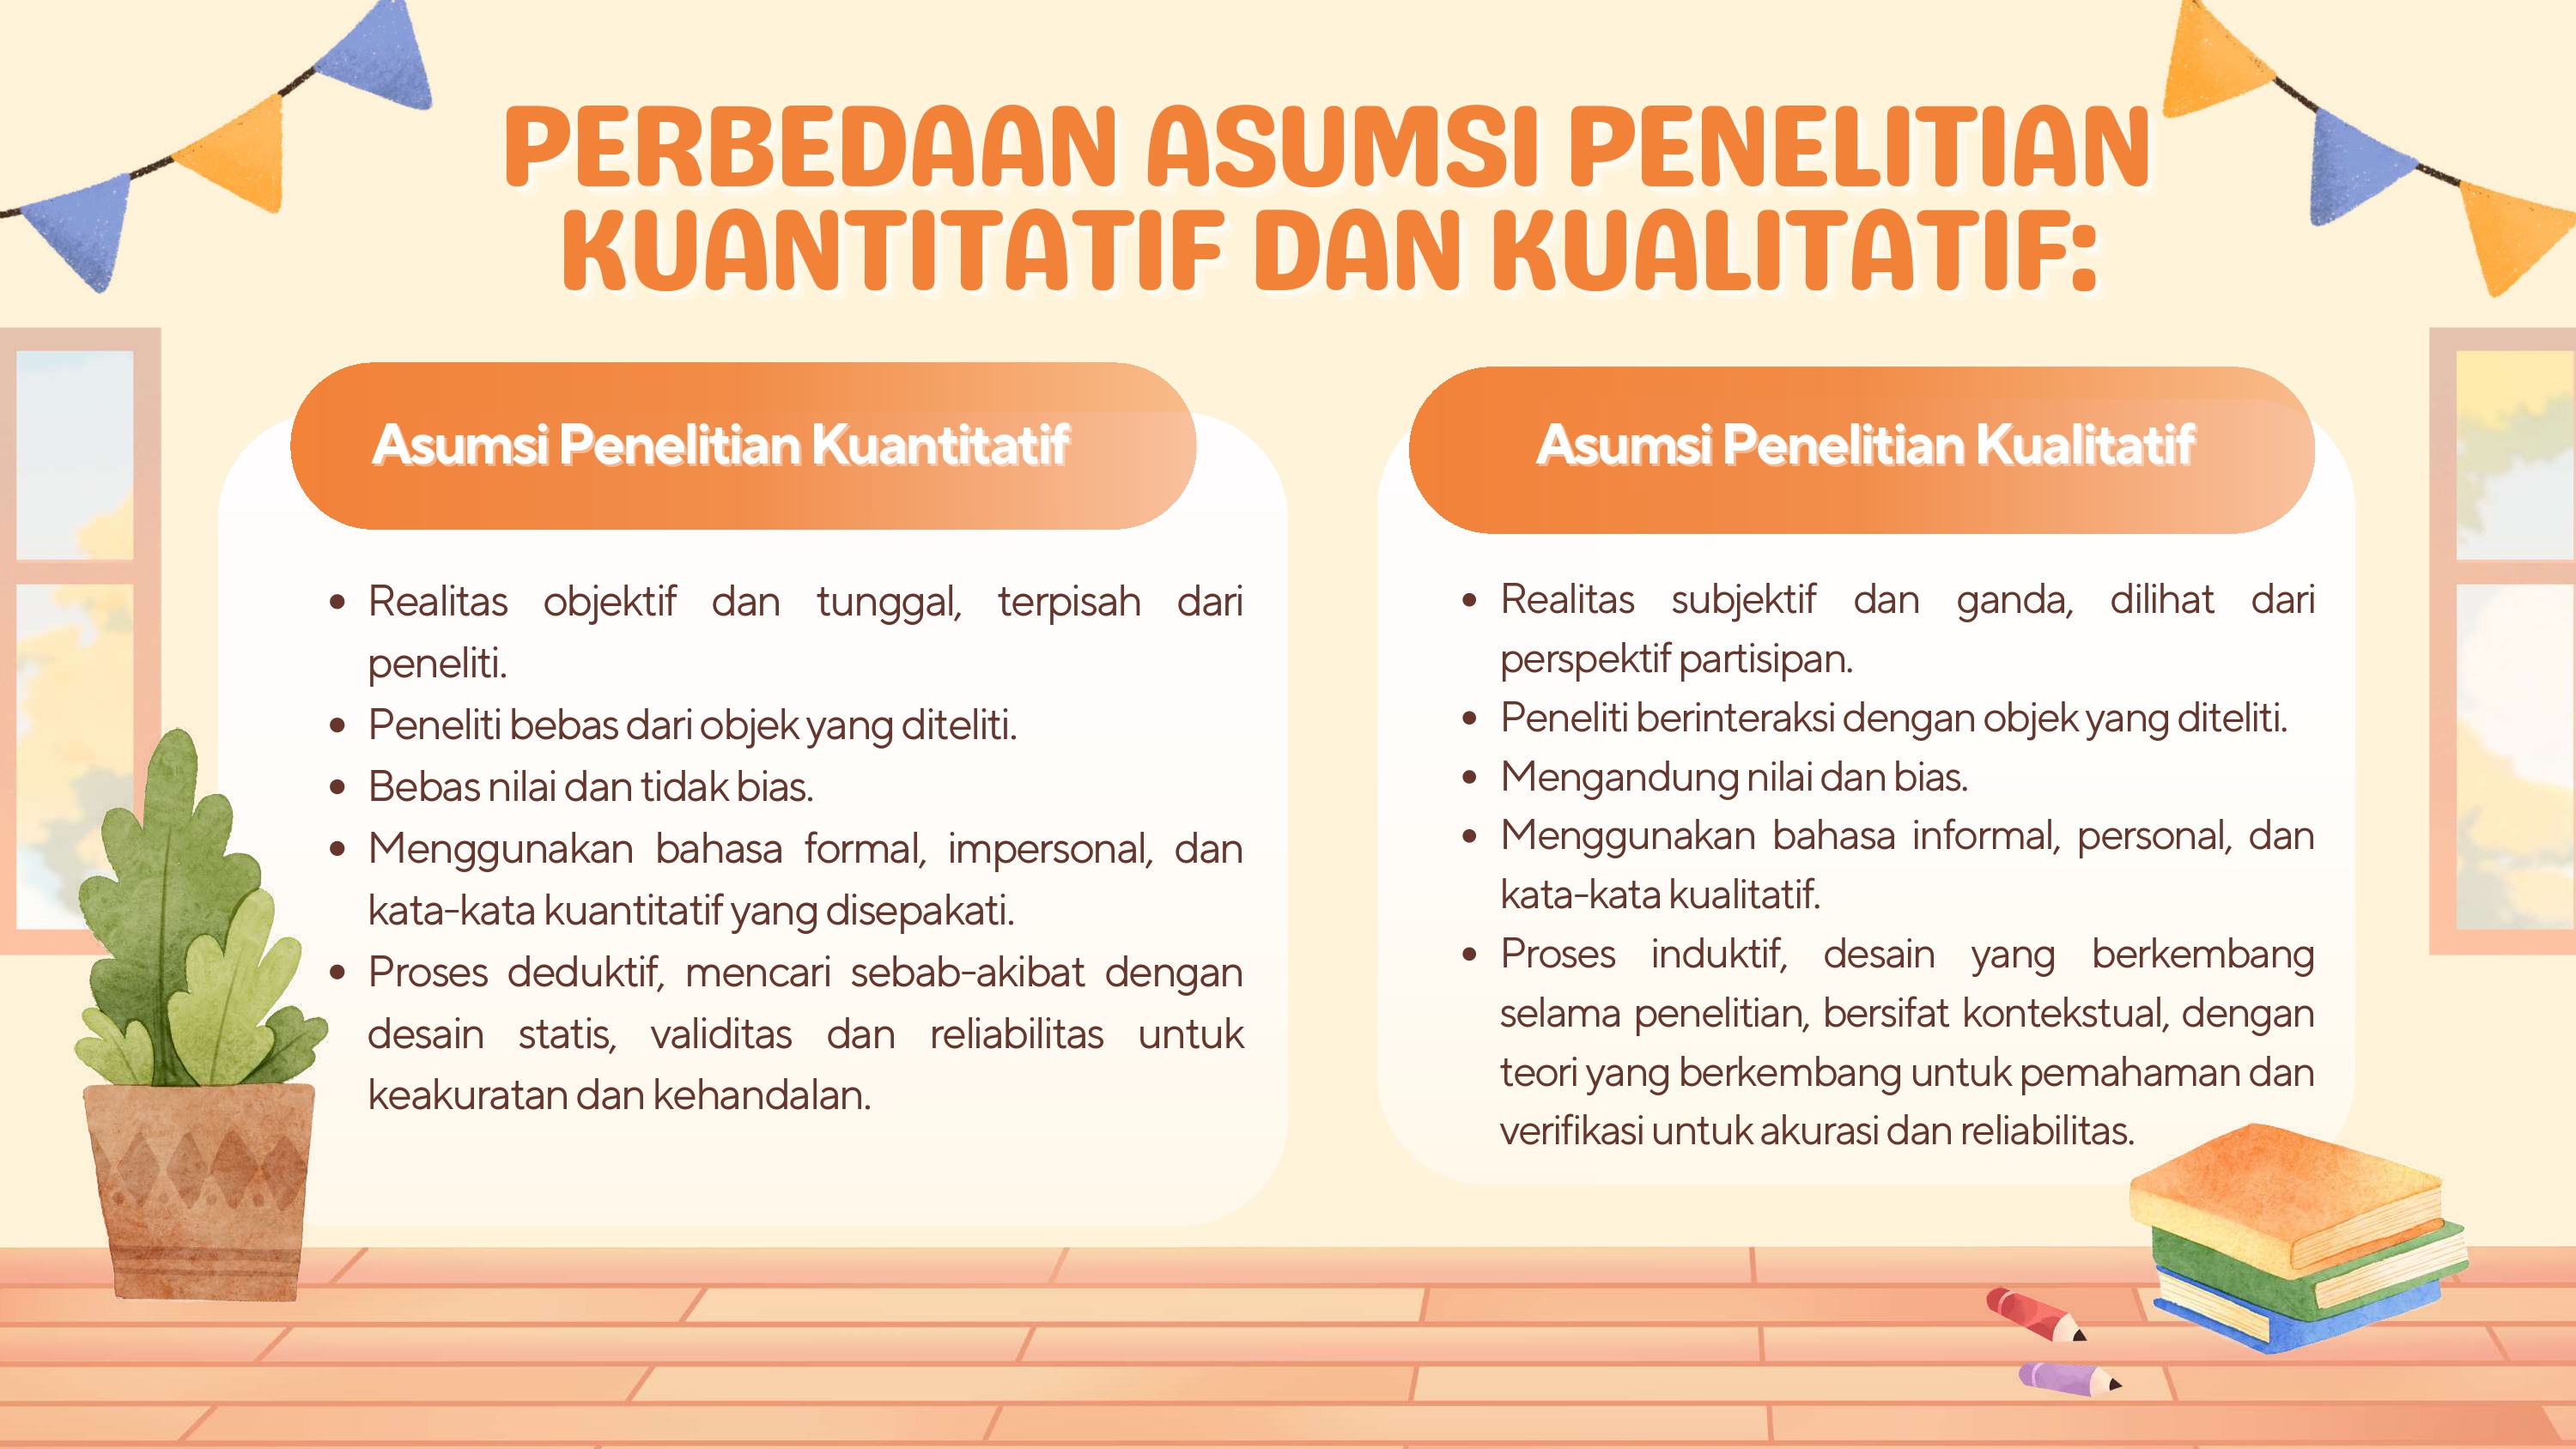 PERBEDAAN ASUMSI PENELITIAN
KUANTITATIF DAN KUALITATIF:
Asumsi Penelitian Kuantitatif
• Realitas objektif dan tunggal, terpisah dari
peneliti.
• Peneliti bebas dari objek yang diteliti.
• Bebas nilai dan tidak bias.
• Menggunakan bahasa formal, impersonal, dan
kata-kata kuantitatif yang disepakati.
• Proses deduktif, mencari sebab-akibat dengan
desain statis, validitas dan reliabilitas untuk
keakuratan dan kehandalan.
Asumsi Penelitian Kualitatif
• Realitas subjektif dan ganda, dilihat dari
perspektif partisipan.
• Peneliti berinteraksi dengan objek yang diteliti.
• Mengandung nilai dan bias.
• Menggunakan bahasa informal, personal, dan
kata-kata kualitatif.
• Proses induktif, desain yang berkembang
selama penelitian, bersifat kontekstual, dengan
teori yang berkembang untuk pemahaman dan
verifikasi untuk akurasi dan reliabilitas.